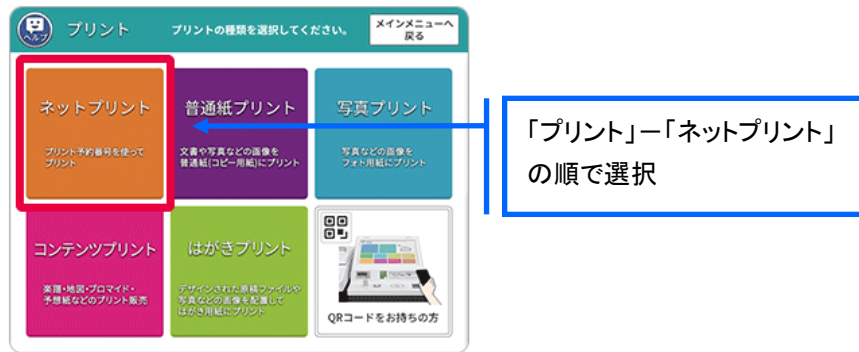 ヘルプ
プリント
プリントの種類を選択してください。
メインメニューへ
戻る
ネットプリント
プリント予約番号を使って
プリント
普通紙プリント
文書や写真などの画像を
普通紙(コピー用紙)にプリント
写真プリント
写真などの画像を
フォト用紙にプリント
コンテンツプリント
楽譜・地図・ブロマイド・
予想紙などのプリント販売
はがきプリント
デザインされた原稿ファイルや
写真などの画像を配置して
はがき用紙にプリント
QRコードをお持ちの方
「プリント」－「ネットプリント」
の順で選択